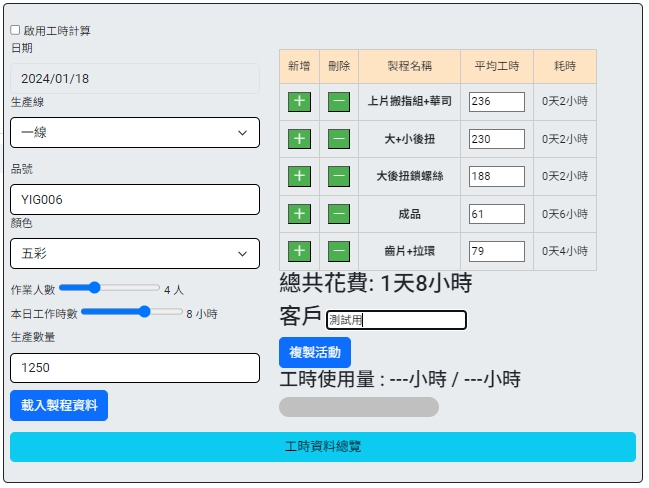 啟用工時計算
日期
2024/01/18
生產線
一線
品號
YIG006
顏色
五彩
作業人數 4 人
本日工作時數 8 小時
生產數量
1250
載入製程資料
新增 刪除 製程名稱 平均工時 耗時
+ − 上片搬指組+華司 236 0天2小時
+ − 大+小後扭 230 0天2小時
+ − 大後扭鎖螺絲 188 0天2小時
+ − 成品 61 0天6小時
+ − 齒片+拉環 79 0天4小時
總共花費: 1天8小時
客戶 測試用
複製活動
工時使用量 : ---小時 / ---小時
工時資料總覽